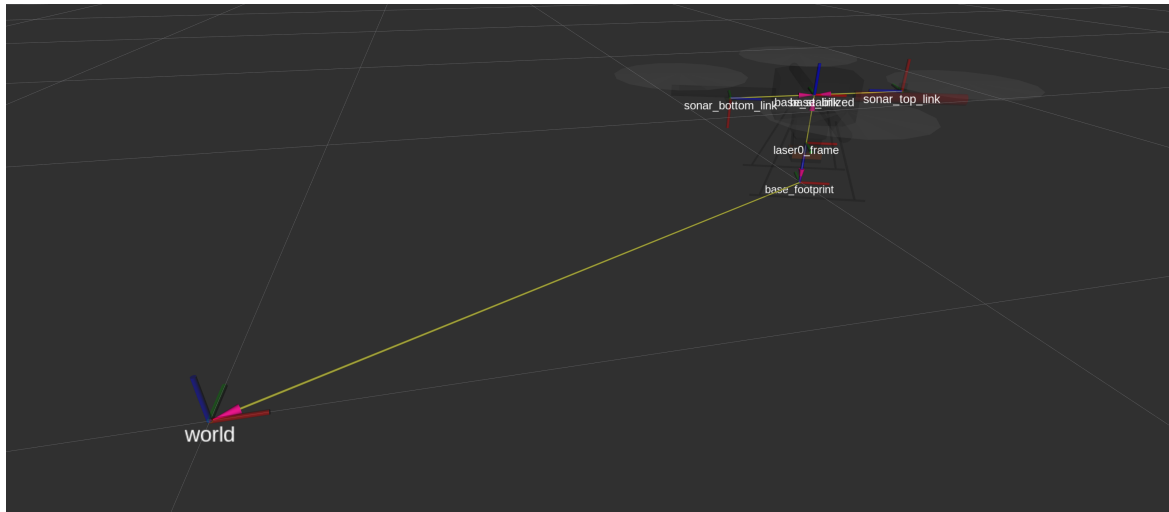 sonar_bottom_link
sonar_top_link
laser0_frame
base_footprint
world